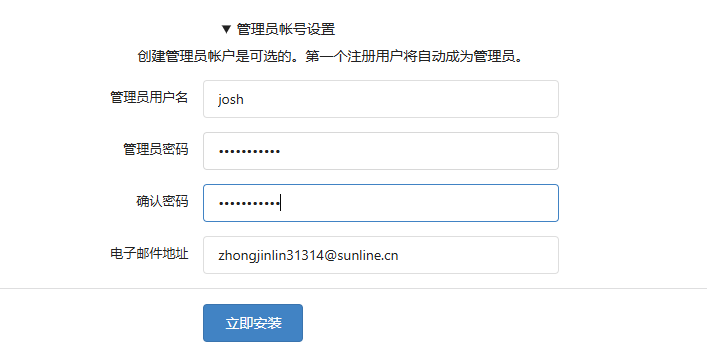 ▼ 管理员帐号设置
创建管理员帐户是可选的。第一个注册用户将自动成为管理员。
管理员用户名 josh
管理员密码 •••••••••••
确认密码 •••••••••••
电子邮件地址 zhongjinlin31314@sunline.cn
立即安装